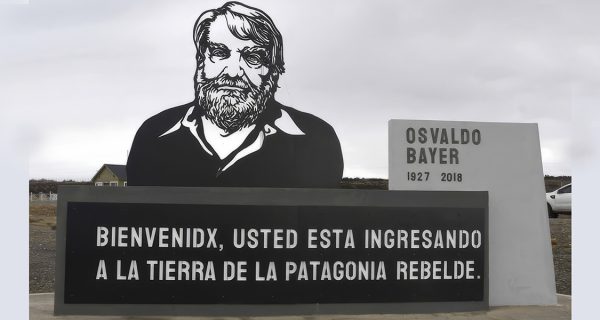 OSVALDO
BAYER
1927 2018
BIENVENIDX, USTED ESTA INGRESANDO
A LA TIERRA DE LA PATAGONIA REBELDE.